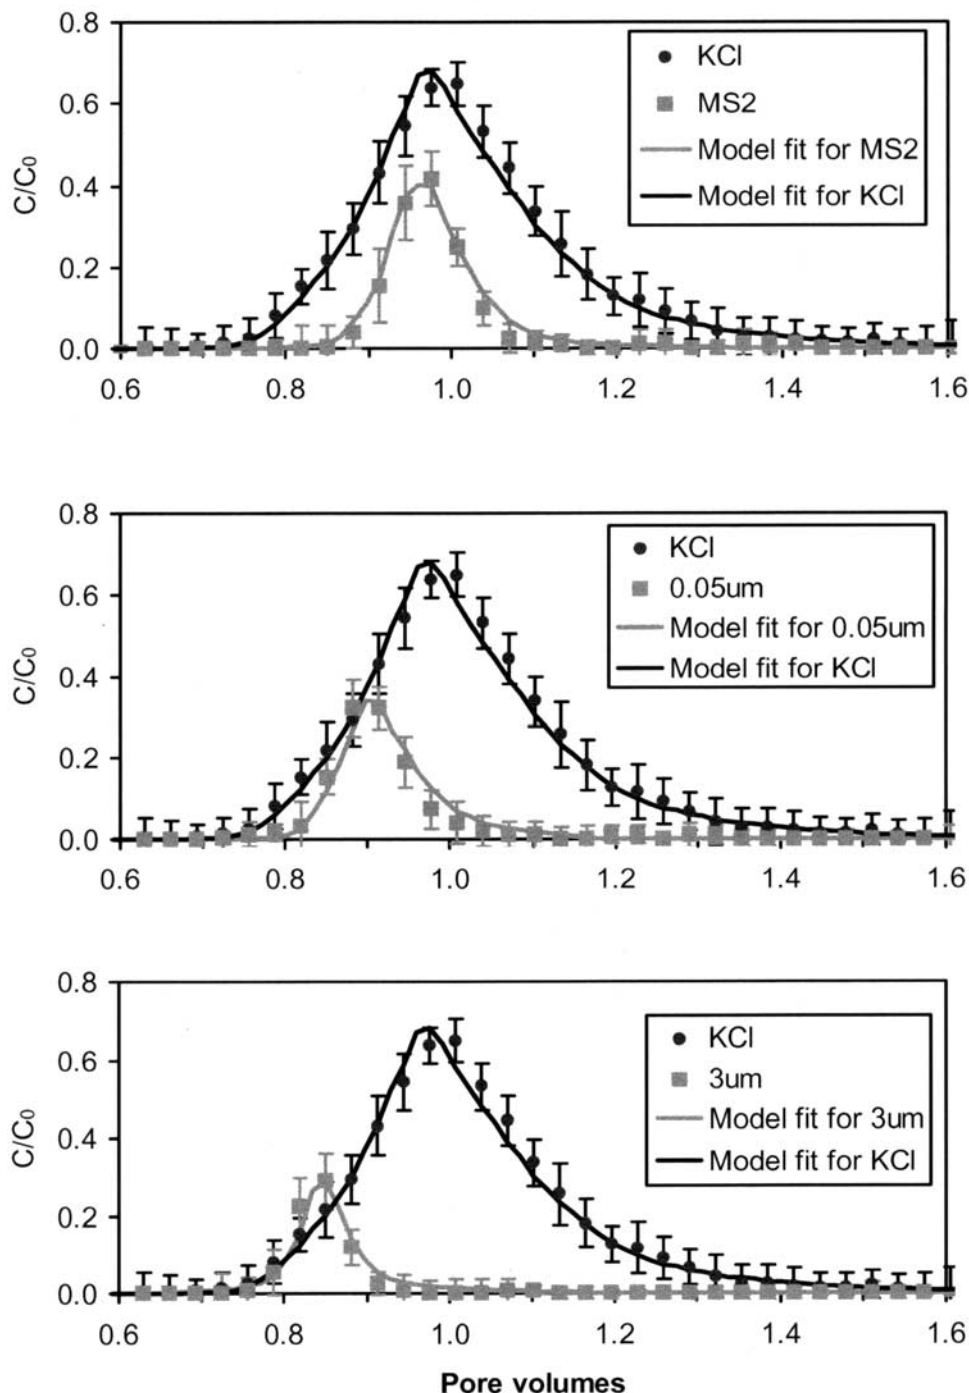 0.8
0.6
0.4
0.2
0.0
C/C₀
KCl
MS2
Model fit for MS2
Model fit for KCl
0.6 0.8 1.0 1.2 1.4 1.6
0.8
0.6
0.4
0.2
0.0
C/C₀
KCl
0.05um
Model fit for 0.05um
Model fit for KCl
0.6 0.8 1.0 1.2 1.4 1.6
0.8
0.6
0.4
0.2
0.0
C/C₀
KCl
3um
Model fit for 3um
Model fit for KCl
0.6 0.8 1.0 1.2 1.4 1.6
Pore volumes